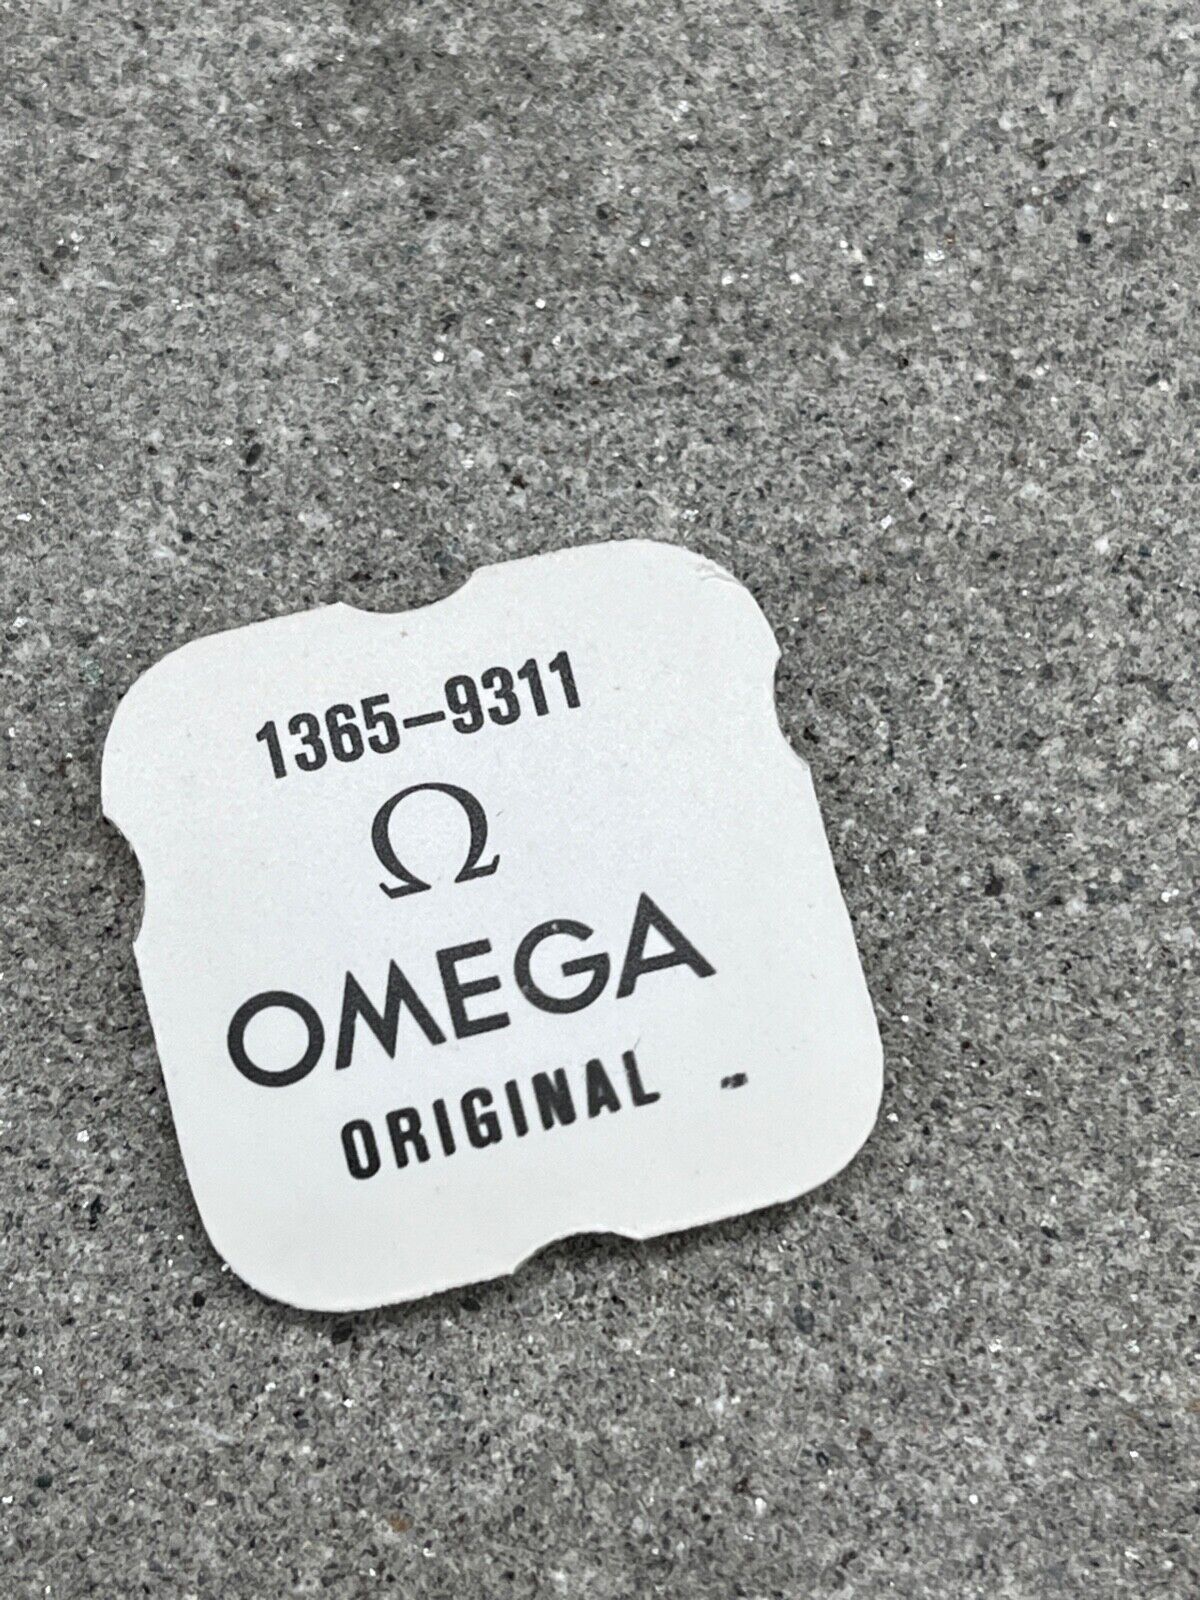 1365-9311
Ω
OMEGA
ORIGINAL